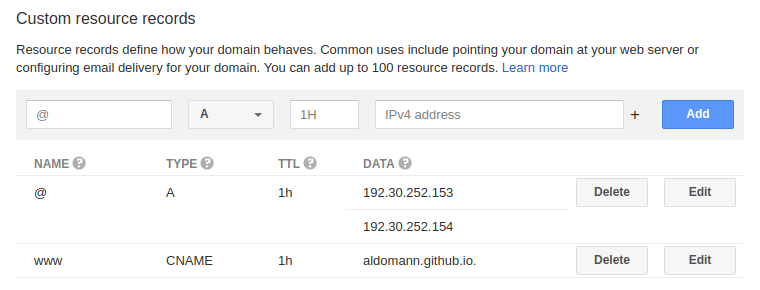 Custom resource records
Resource records define how your domain behaves. Common uses include pointing your domain at your web server or
configuring email delivery for your domain. You can add up to 100 resource records. Learn more
@ A 1H IPv4 address + Add
NAME ? TYPE ? TTL ? DATA ?
@ A 1h 192.30.252.153 Delete Edit
192.30.252.154
www CNAME 1h aldomann.github.io. Delete Edit